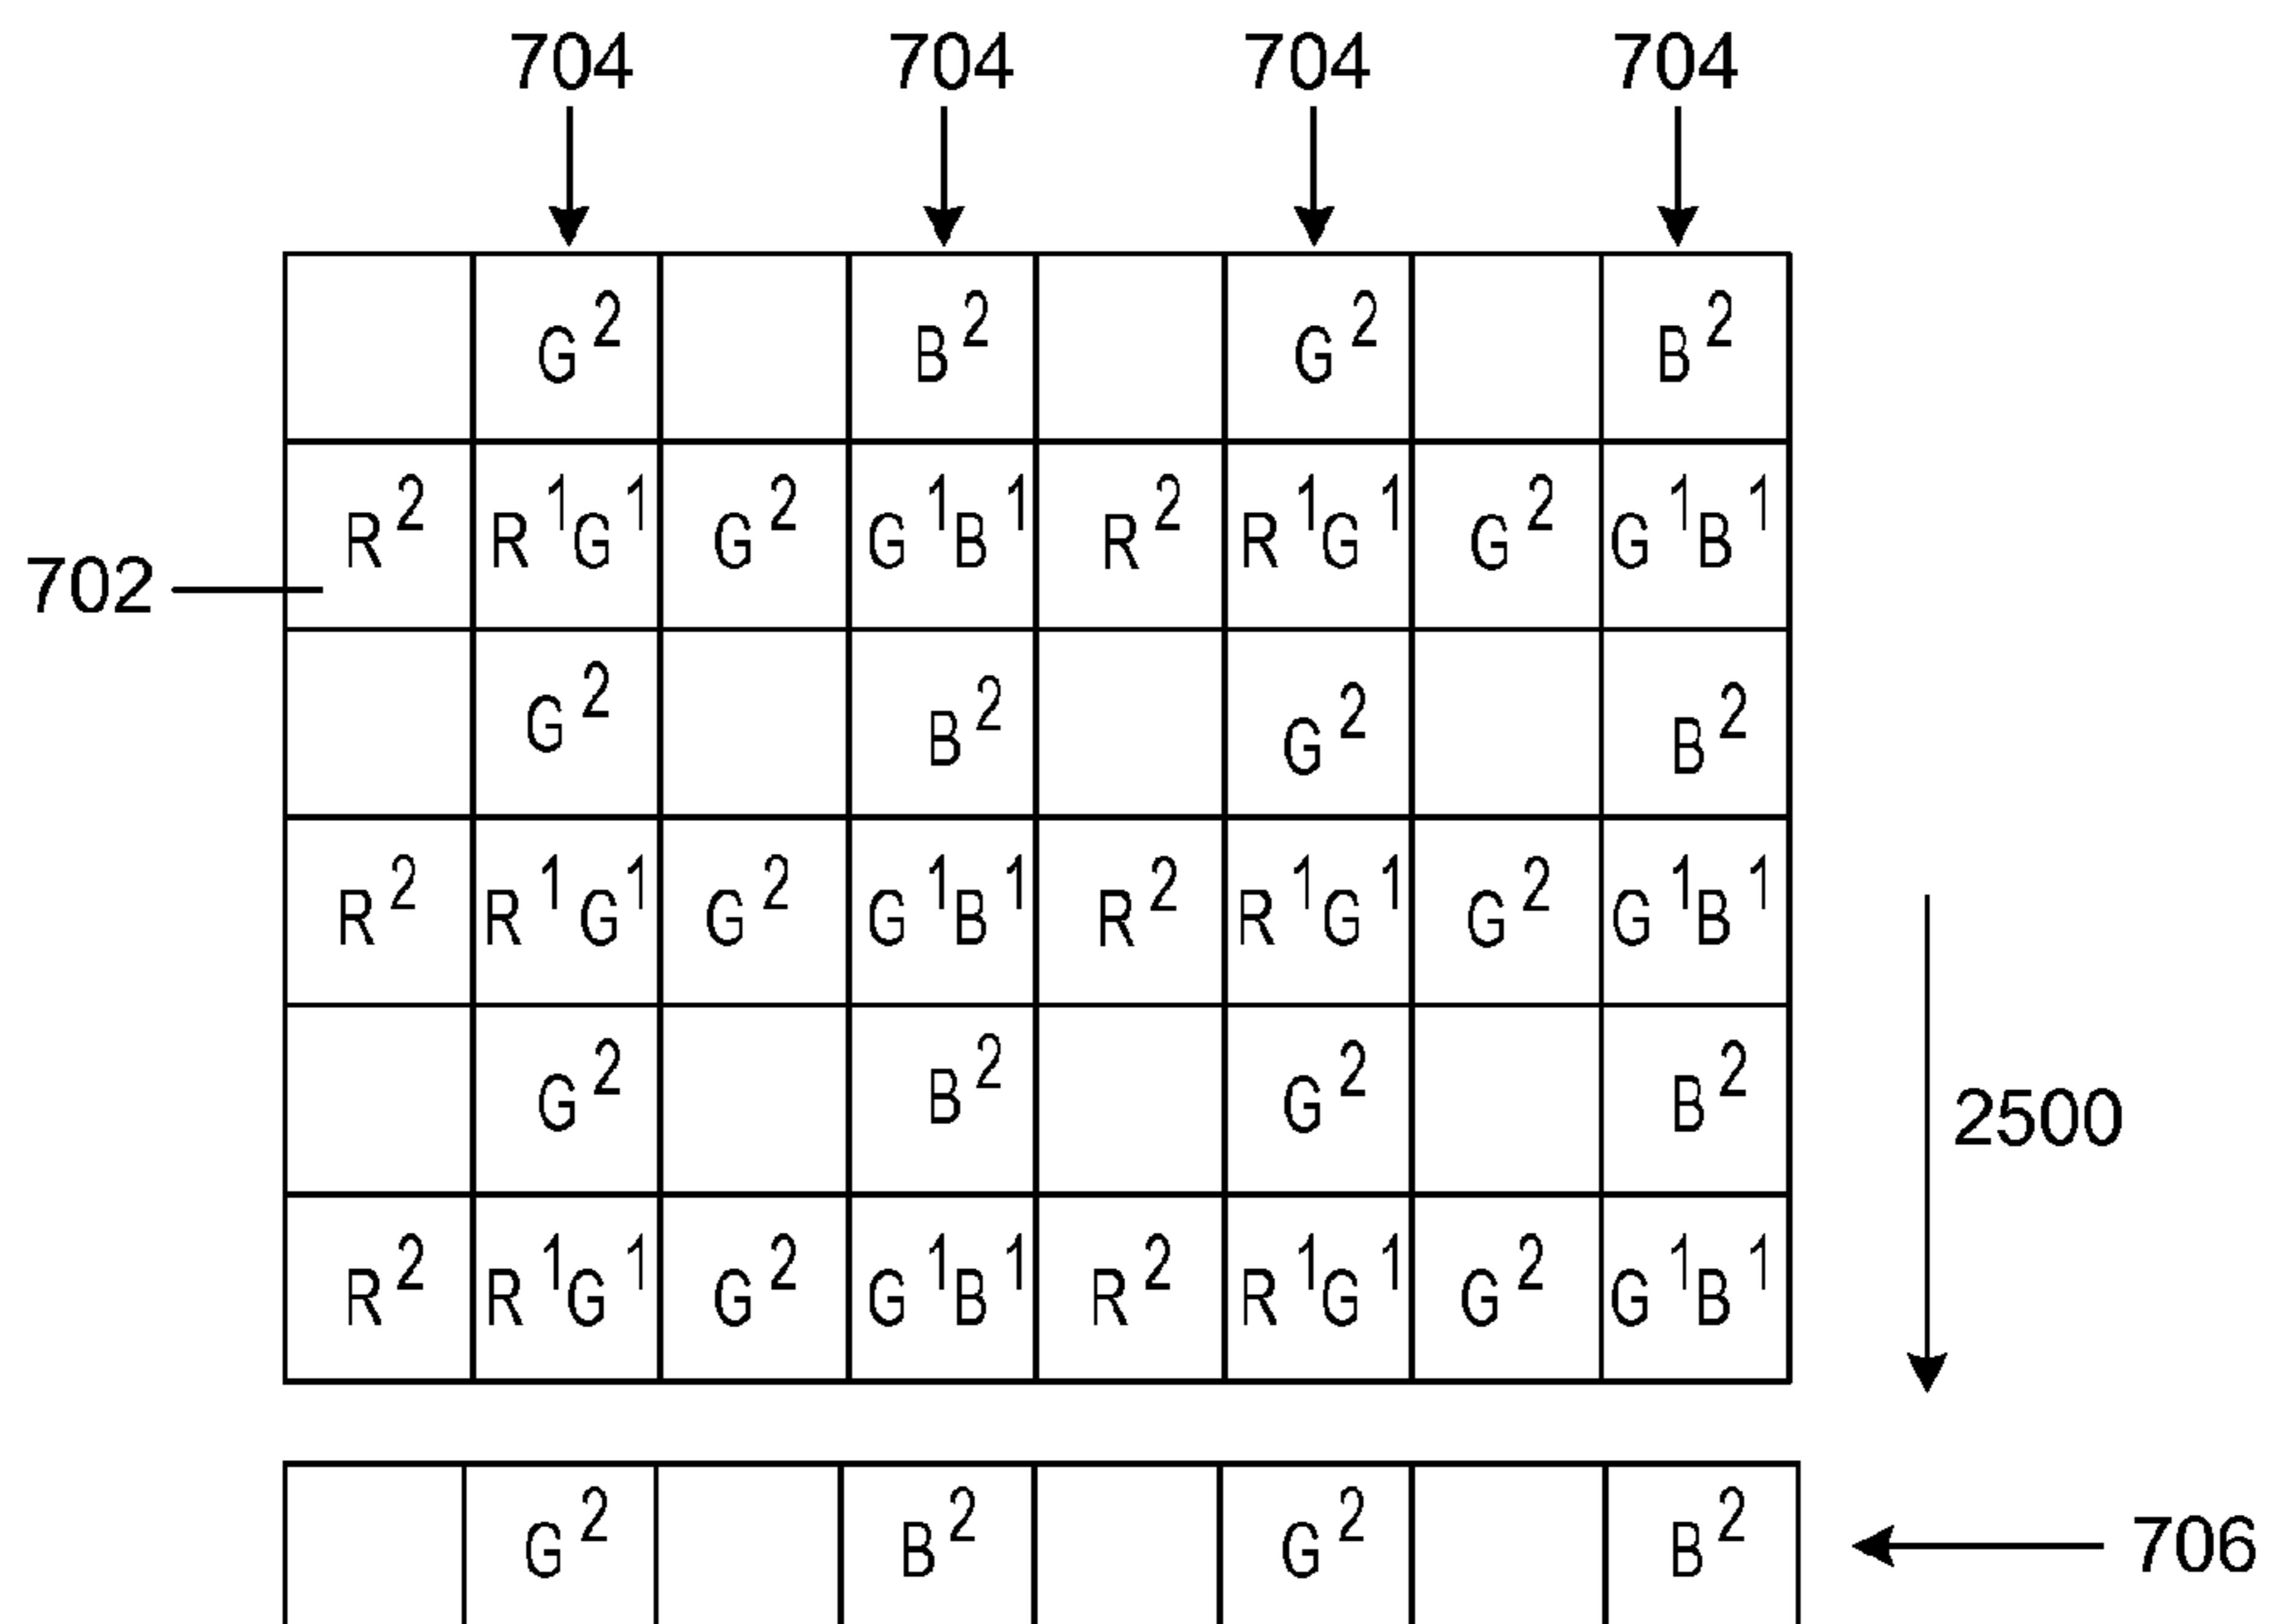 704 704 704 704
G² B² G² B²
R² R¹G¹ G² G¹B¹ R² R¹G¹ G² G¹B¹
702
G² B² G² B²
R² R¹G¹ G² G¹B¹ R² R¹G¹ G² G¹B¹
G² B² G² B²
2500
R² R¹G¹ G² G¹B¹ R² R¹G¹ G² G¹B¹
G² B² G² B² 706